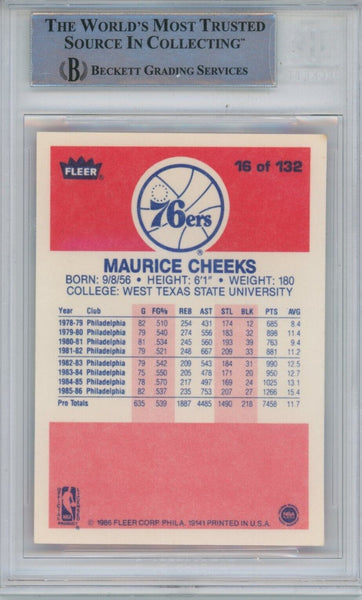 THE WORLD'S MOST TRUSTED
SOURCE IN COLLECTING™
B BECKETT GRADING SERVICES
FLEER
®
16 of 132
76ers
®
MAURICE CHEEKS
BORN: 9/8/56 • HEIGHT: 6'1" • WEIGHT: 180
COLLEGE: WEST TEXAS STATE UNIVERSITY
Year Club G FG% REB AST STL BLK PTS AVG
1978-79 Philadelphia 82 510 254 431 174 12 685 8.4
1979-80 Philadelphia 79 540 274 556 183 32 898 11.4
1980-81 Philadelphia 81 534 245 560 193 39 763 9.4
1981-82 Philadelphia 79 521 248 667 209 33 881 11.2
1982-83 Philadelphia 79 542 209 543 184 31 990 12.5
1983-84 Philadelphia 75 550 205 478 171 20 950 12.7
1984-85 Philadelphia 78 570 217 497 169 24 1025 13.1
1985-86 Philadelphia 82 537 235 753 207 27 1266 15.4
Pro Totals 635 539 1887 4485 1490 218 7458 11.7
NBA
© 1986 FLEER CORP. PHILA. 19141 PRINTED IN U.S.A.